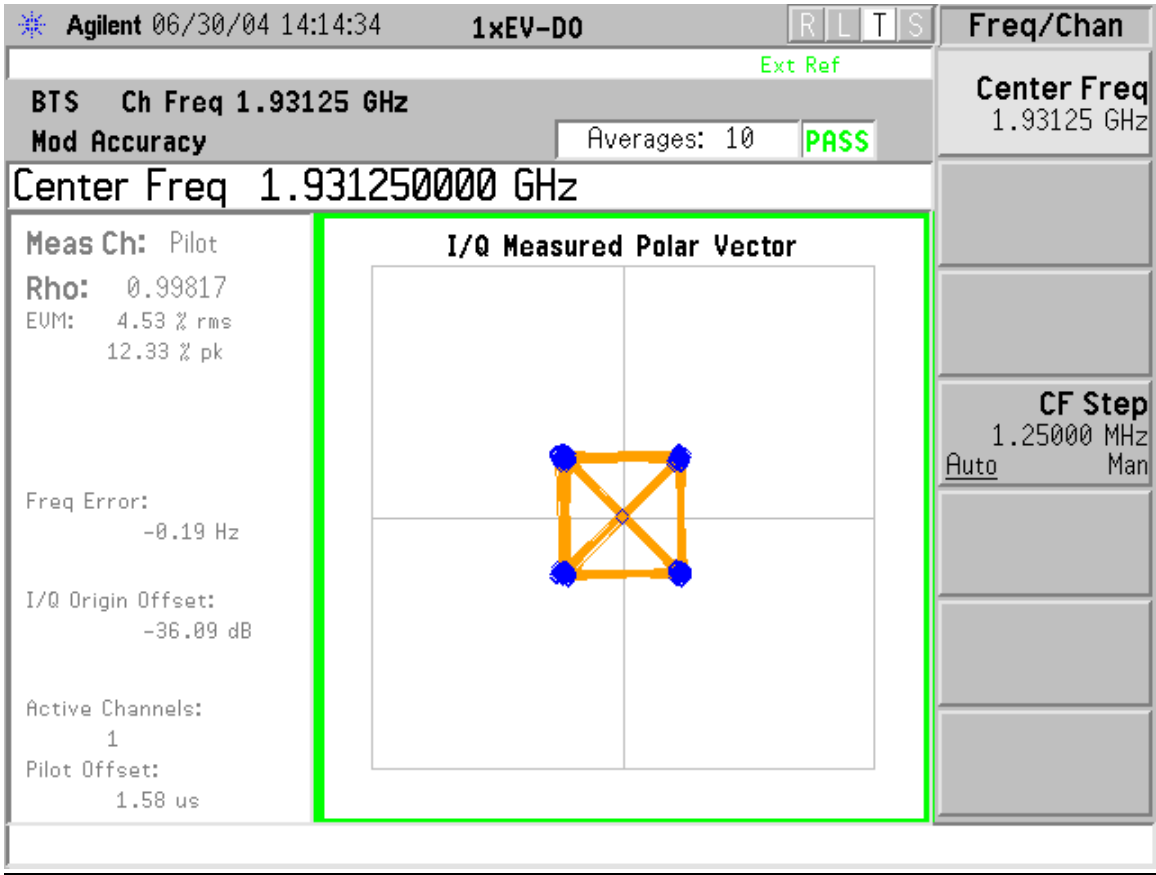 Agilent 06/30/04 14:14:34 1xEV-DO R L T S Freq/Chan
Ext Ref
BTS Ch Freq 1.93125 GHz
Mod Accuracy Averages: 10 PASS
Center Freq
1.93125 GHz
Center Freq 1.931250000 GHz
Meas Ch: Pilot
Rho: 0.99817
EVM: 4.53 % rms
12.33 % pk
Freq Error:
-0.19 Hz
I/Q Origin Offset:
-36.09 dB
Active Channels:
1
Pilot Offset:
1.58 us
I/Q Measured Polar Vector
CF Step
1.25000 MHz
Auto Man